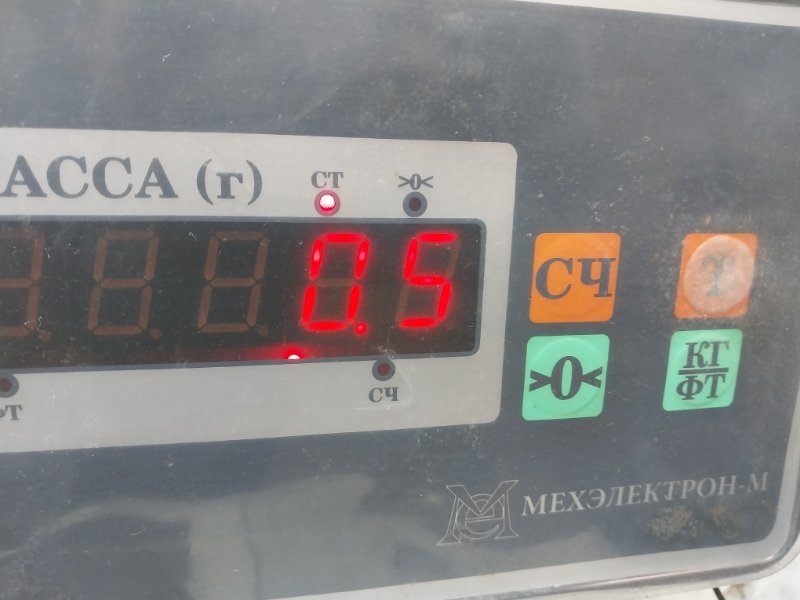 АССА (г)
СТ >0<
0.5
СЧ Т
>0< КГ
ФТ
ФТ СЧ
МЕХЭЛЕКТРОН-М